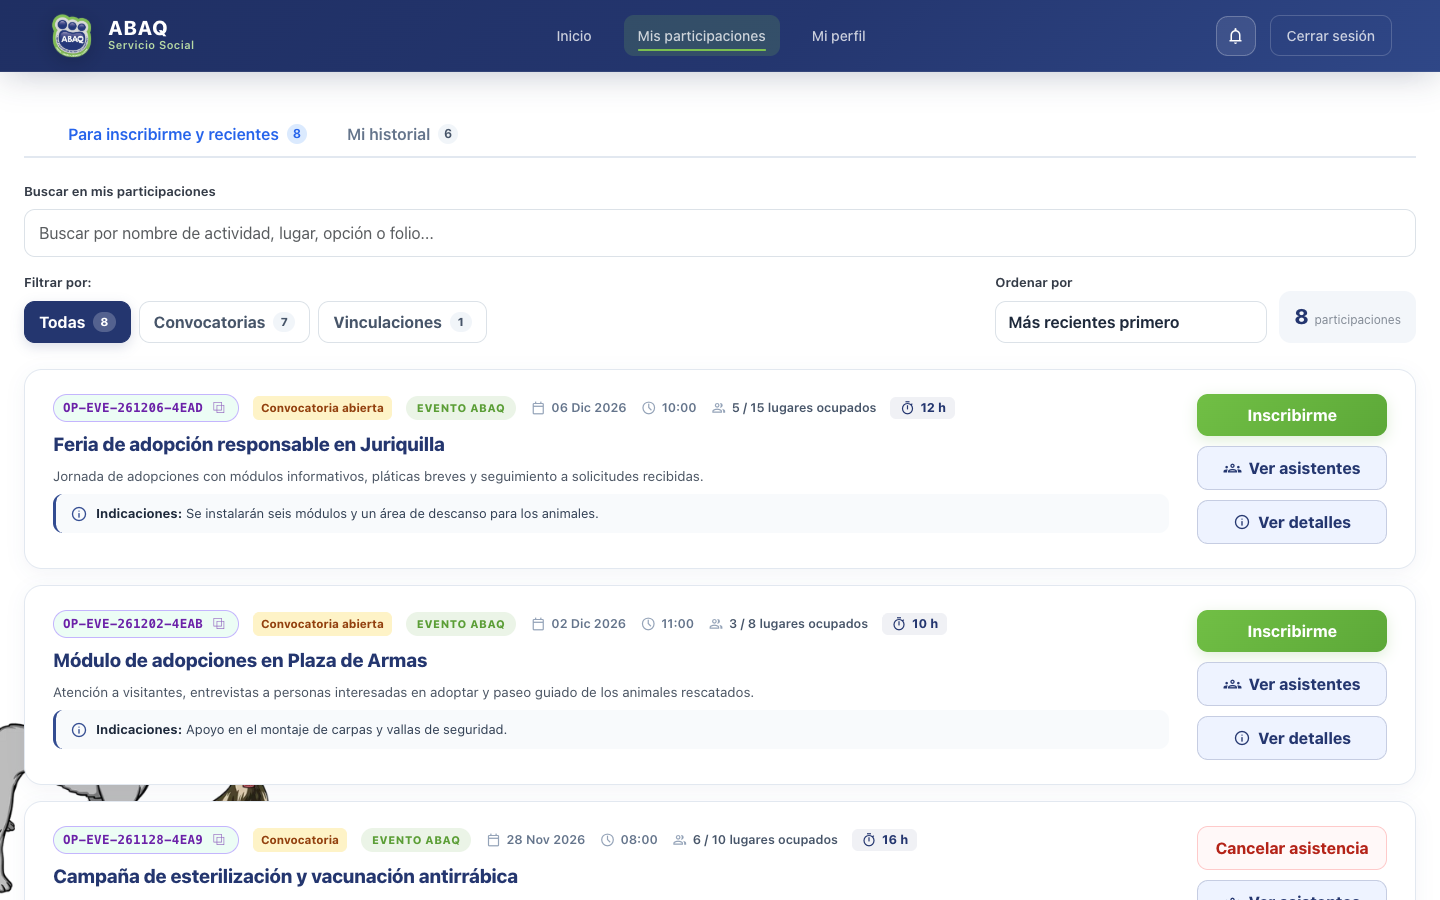 ABAQ
ABAQ
Servicio Social
Inicio
Mis participaciones
Mi perfil
Cerrar sesión
Para inscribirme y recientes 8
Mi historial 6
Buscar en mis participaciones
Buscar por nombre de actividad, lugar, opción o folio...
Filtrar por:
Todas 8
Convocatorias 7
Vinculaciones 1
Ordenar por
Más recientes primero
8 participaciones
OP-EVE-261206-4EAD Convocatoria abierta EVENTO ABAQ 06 Dic 2026 10:00 5 / 15 lugares ocupados 12 h
Feria de adopción responsable en Juriquilla
Jornada de adopciones con módulos informativos, pláticas breves y seguimiento a solicitudes recibidas.
Indicaciones: Se instalarán seis módulos y un área de descanso para los animales.
Inscribirme
Ver asistentes
Ver detalles
OP-EVE-261202-4EAB Convocatoria abierta EVENTO ABAQ 02 Dic 2026 11:00 3 / 8 lugares ocupados 10 h
Módulo de adopciones en Plaza de Armas
Atención a visitantes, entrevistas a personas interesadas en adoptar y paseo guiado de los animales rescatados.
Indicaciones: Apoyo en el montaje de carpas y vallas de seguridad.
Inscribirme
Ver asistentes
Ver detalles
OP-EVE-261128-4EA9 Convocatoria EVENTO ABAQ 28 Nov 2026 08:00 6 / 10 lugares ocupados 16 h
Campaña de esterilización y vacunación antirrábica
Cancelar asistencia
Ver asistentes